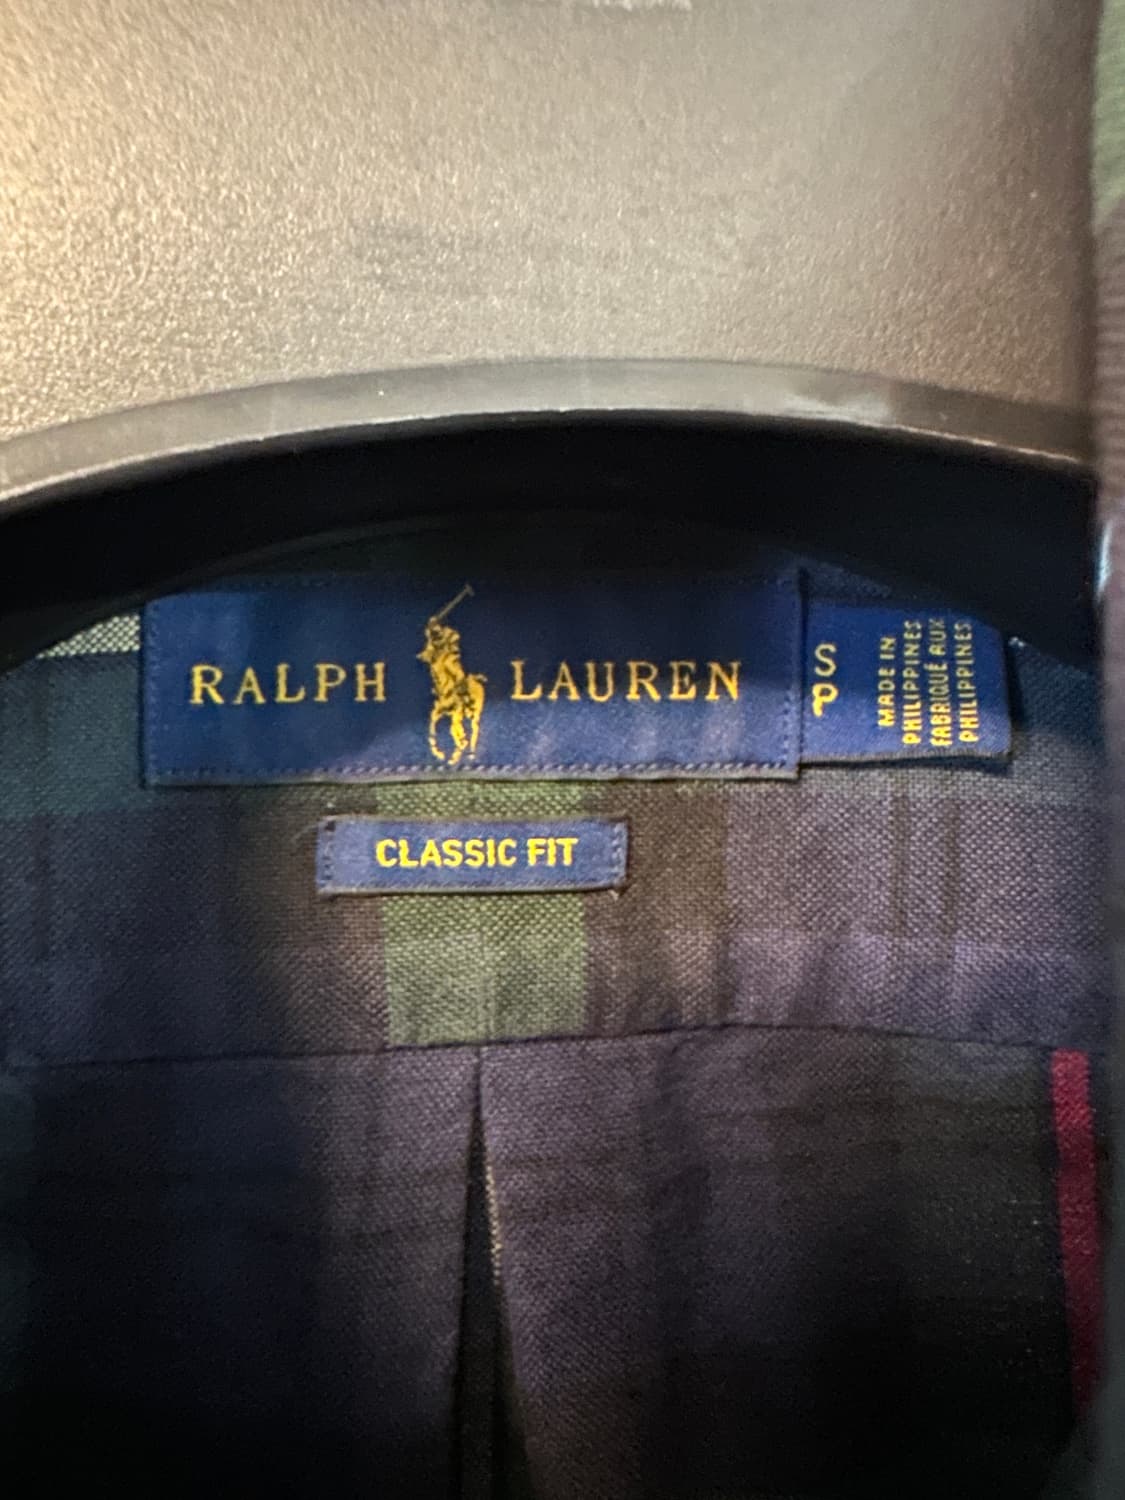 RALPH LAUREN
S
P
MADE IN
PHILIPPINES
FABRIQUÉ AUX
PHILIPPINES
CLASSIC FIT